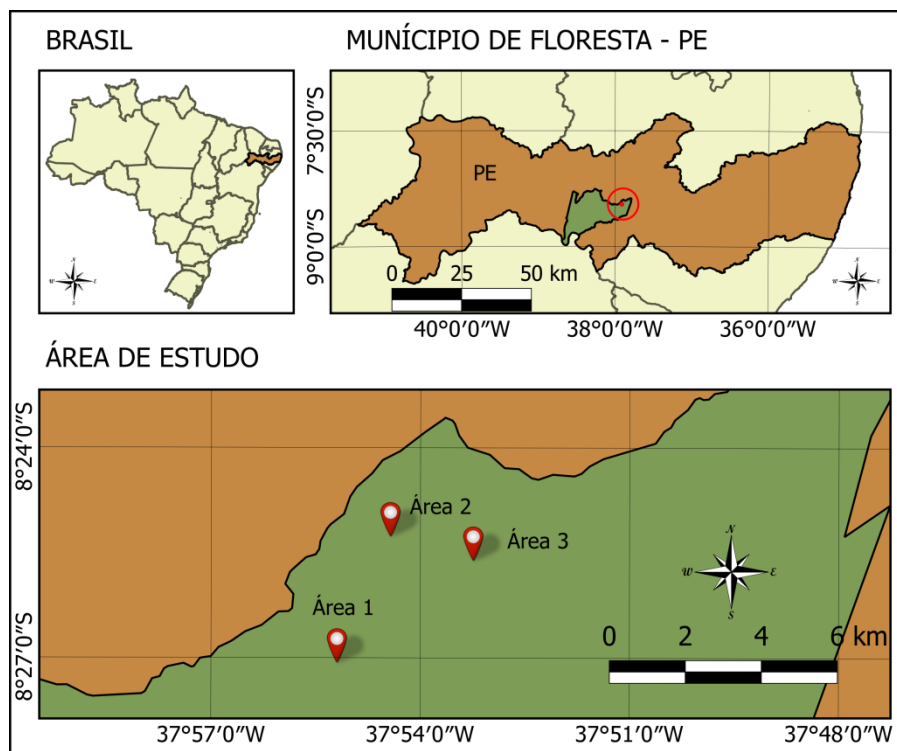 BRASIL
MUNÍCIPIO DE FLORESTA - PE
N
W E
S
7°30′0″S
9°0′0″S
PE
0 25 50 km
N
W E
S
40°0′0″W 38°0′0″W 36°0′0″W
ÁREA DE ESTUDO
8°24′0″S
8°27′0″S
Área 2
Área 3
Área 1
N
W E
S
0 2 4 6 km
37°57′0″W 37°54′0″W 37°51′0″W 37°48′0″W